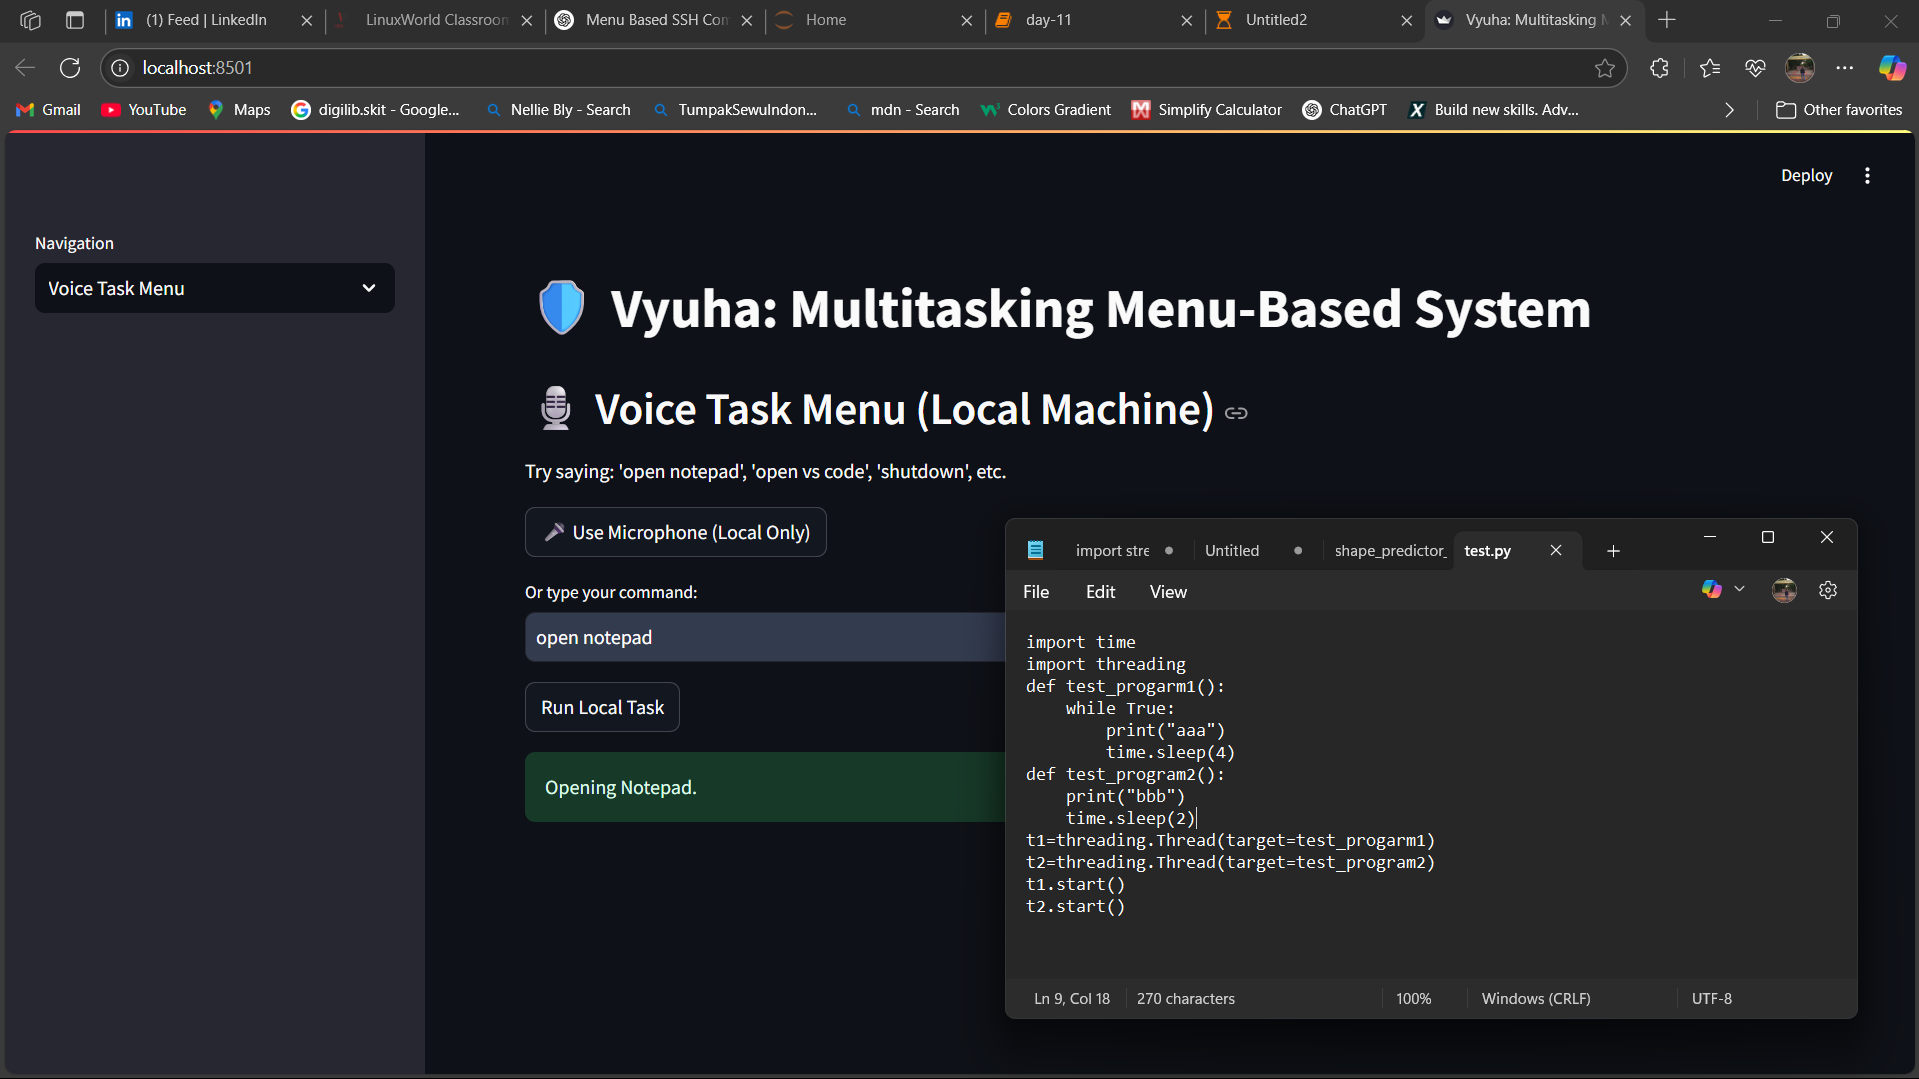 (1) Feed | LinkedIn
LinuxWorld Classroom
Menu Based SSH Com
Home
day-11
Untitled2
Vyuha: Multitasking M
localhost:8501
Gmail
YouTube
Maps
digilib.skit - Google...
Nellie Bly - Search
TumpakSewuIndon...
mdn - Search
Colors Gradient
Simplify Calculator
ChatGPT
Build new skills. Adv...
Other favorites
Deploy
Navigation
Voice Task Menu
Vyuha: Multitasking Menu-Based System
Voice Task Menu (Local Machine)
Try saying: 'open notepad', 'open vs code', 'shutdown', etc.
Use Microphone (Local Only)
Or type your command:
open notepad
Run Local Task
Opening Notepad.
import stre
Untitled
shape_predictor_
test.py
File
Edit
View
import time
import threading
def test_progarm1():
    while True:
        print("aaa")
        time.sleep(4)
def test_program2():
    print("bbb")
    time.sleep(2)
t1=threading.Thread(target=test_progarm1)
t2=threading.Thread(target=test_program2)
t1.start()
t2.start()
Ln 9, Col 18
270 characters
100%
Windows (CRLF)
UTF-8